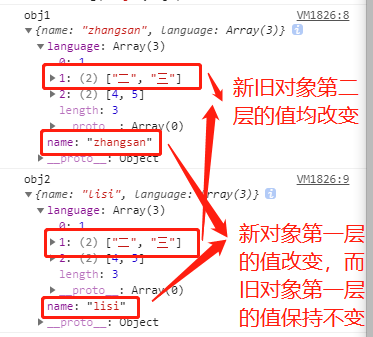 obj1 VM1826:8
▼{name: "zhangsan", language: Array(3)} i
▼language: Array(3)
0: 1
▶1: (2) ["二", "三"]
▶2: (2) [4, 5]
length: 3
▶__proto__: Array(0)
name: "zhangsan"
▶__proto__: Object
新旧对象第二
层的值均改变
obj2 VM1826:9
▼{name: "lisi", language: Array(3)} i
▼language: Array(3)
0: 1
▶1: (2) ["二", "三"]
▶2: (2) [4, 5]
length: 3
▶__proto__: Array(0)
name: "lisi"
▶__proto__: Object
新对象第一层
的值改变，而
旧对象第一层
的值保持不变